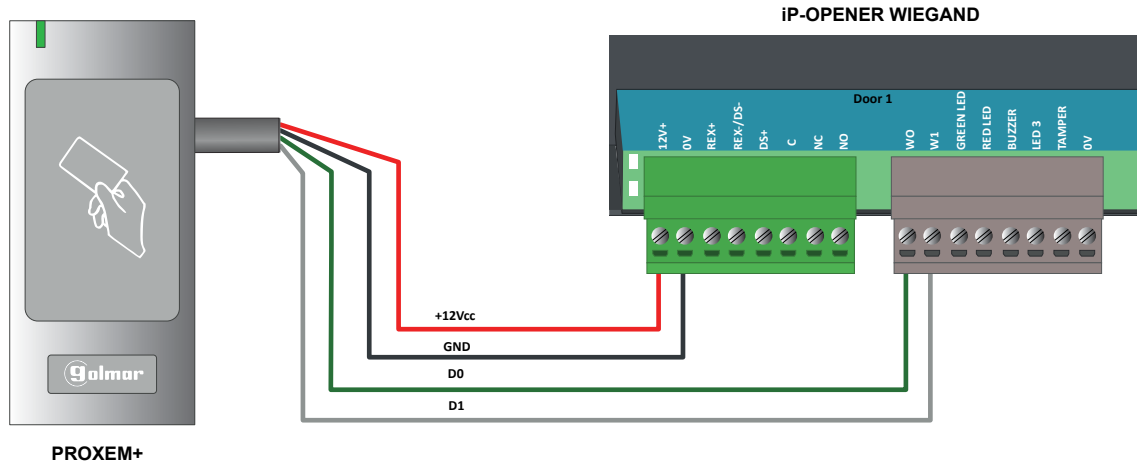 iP-OPENER WIEGAND
Door 1
12V+
0V
REX+
REX-/DS-
DS+
C
NC
NO
WO
W1
GREEN LED
RED LED
BUZZER
LED 3
TAMPER
0V
+12Vcc
GND
D0
D1
golmar
PROXEM+